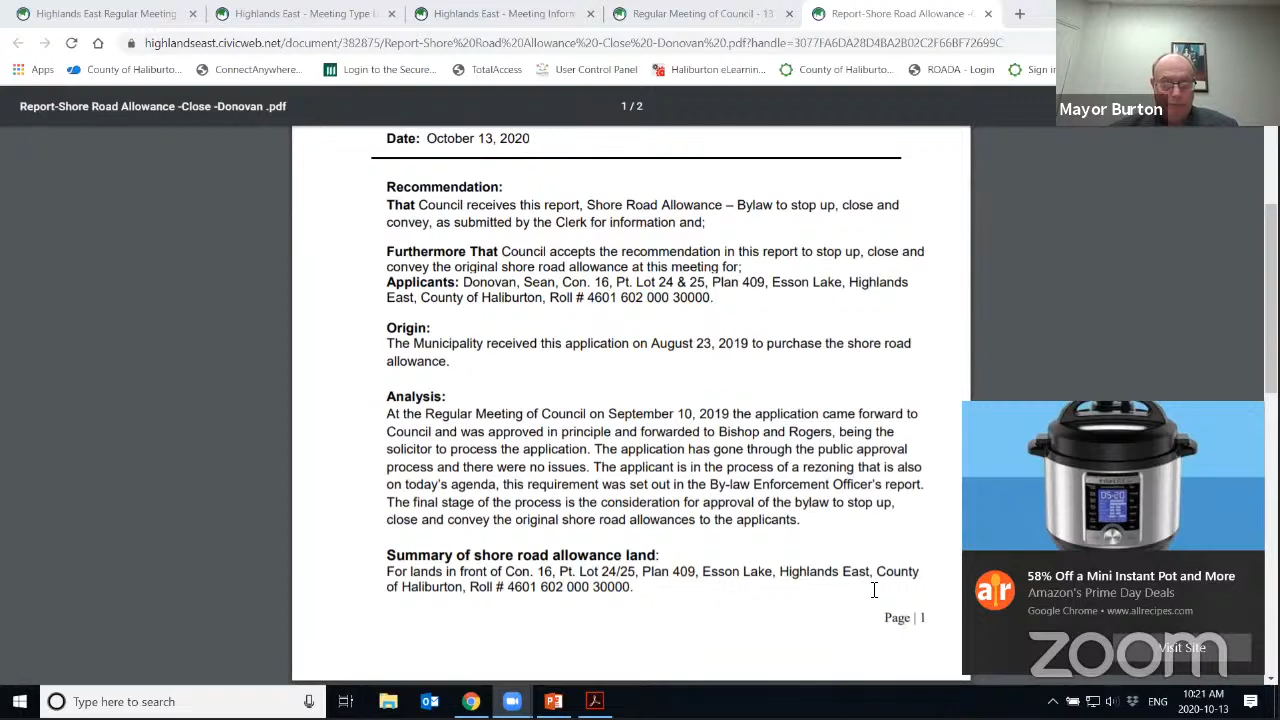 Highlands East - Meeting Informa
Highlands East - Meeting Type L
Highlands East - Meeting Inform
Regular Meeting of Council - 13
Report-Shore Road Allowance -C
highlandseast.civicweb.net/document/303875/Report-Shore%20Road%20Allowance%20-Close%20-Donovan%20.pdf?handle=3077FA6DA28D4BA2B02C2F66BF72699C
Apps
County of Haliburto...
ConnectAnywhere...
Login to the Secure...
TotalAccess
User Control Panel
Haliburton eLearnin...
County of Haliburto...
ROADA - Login
Sign in
Mayor Burton
Report-Shore Road Allowance -Close -Donovan .pdf
1 / 2
Date: October 13, 2020
Recommendation:
That Council receives this report, Shore Road Allowance – Bylaw to stop up, close and
convey, as submitted by the Clerk for information and;
Furthermore That Council accepts the recommendation in this report to stop up, close and
convey the original shore road allowance at this meeting for;
Applicants: Donovan, Sean, Con. 16, Pt. Lot 24 & 25, Plan 409, Esson Lake, Highlands
East, County of Haliburton, Roll # 4601 602 000 30000.
Origin:
The Municipality received this application on August 23, 2019 to purchase the shore road
allowance.
Analysis:
At the Regular Meeting of Council on September 10, 2019 the application came forward to
Council and was approved in principle and forwarded to Bishop and Rogers, being the
solicitor to process the application. The application has gone through the public approval
process and there were no issues. The applicant is in the process of a rezoning that is also
on today's agenda, this requirement was set out in the By-law Enforcement Officer's report.
The final stage of the process is the consideration for approval of the bylaw to stop up,
close and convey the original shore road allowances to the applicants.
Summary of shore road allowance land:
For lands in front of Con. 16, Pt. Lot 24/25, Plan 409, Esson Lake, Highlands East, County
of Haliburton, Roll # 4601 602 000 30000.
Page | 1
05:20
ar
58% Off a Mini Instant Pot and More
Amazon's Prime Day Deals
Google Chrome • www.allrecipes.com
Visit Site
zoom
Type here to search
ENG
10:21 AM
2020-10-13